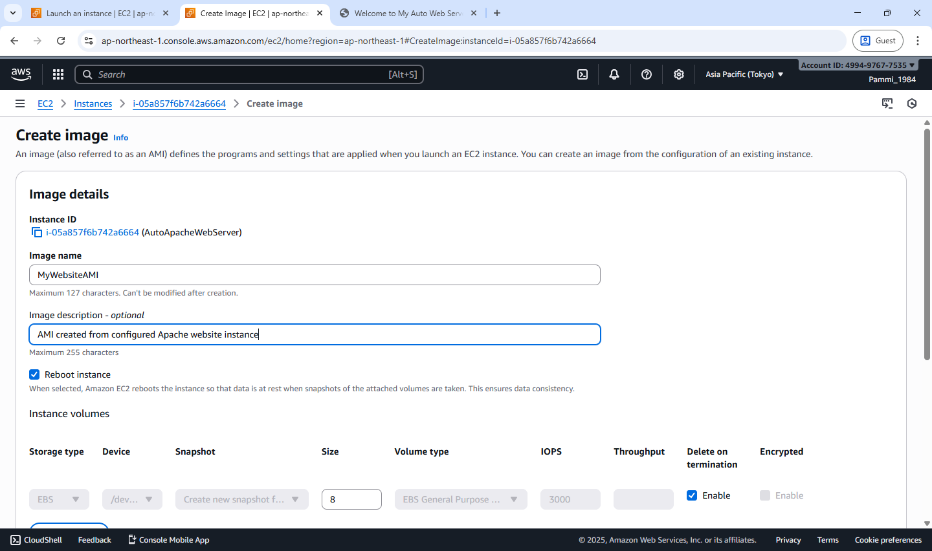 Launch an instance | EC2 | ap-n
Create Image | EC2 | ap-northea
Welcome to My Auto Web Serv
ap-northeast-1.console.aws.amazon.com/ec2/home?region=ap-northeast-1#CreateImage:instanceId=i-05a857f6b742a6664
Guest
aws
Search
[Alt+S]
Asia Pacific (Tokyo)
Account ID: 4994-9767-7535
Pammi_1984
EC2 > Instances > i-05a857f6b742a6664 > Create image
Create image Info
An image (also referred to as an AMI) defines the programs and settings that are applied when you launch an EC2 instance. You can create an image from the configuration of an existing instance.
Image details
Instance ID
i-05a857f6b742a6664 (AutoApacheWebServer)
Image name
MyWebsiteAMI
Maximum 127 characters. Can't be modified after creation.
Image description - optional
AMI created from configured Apache website instance
Maximum 255 characters
Reboot instance
When selected, Amazon EC2 reboots the instance so that data is at rest when snapshots of the attached volumes are taken. This ensures data consistency.
Instance volumes
Storage type Device Snapshot Size Volume type IOPS Throughput Delete on termination Encrypted
EBS /dev... Create new snapshot f... 8 EBS General Purpose ... 3000 Enable Enable
CloudShell Feedback Console Mobile App © 2025, Amazon Web Services, Inc. or its affiliates. Privacy Terms Cookie preferences